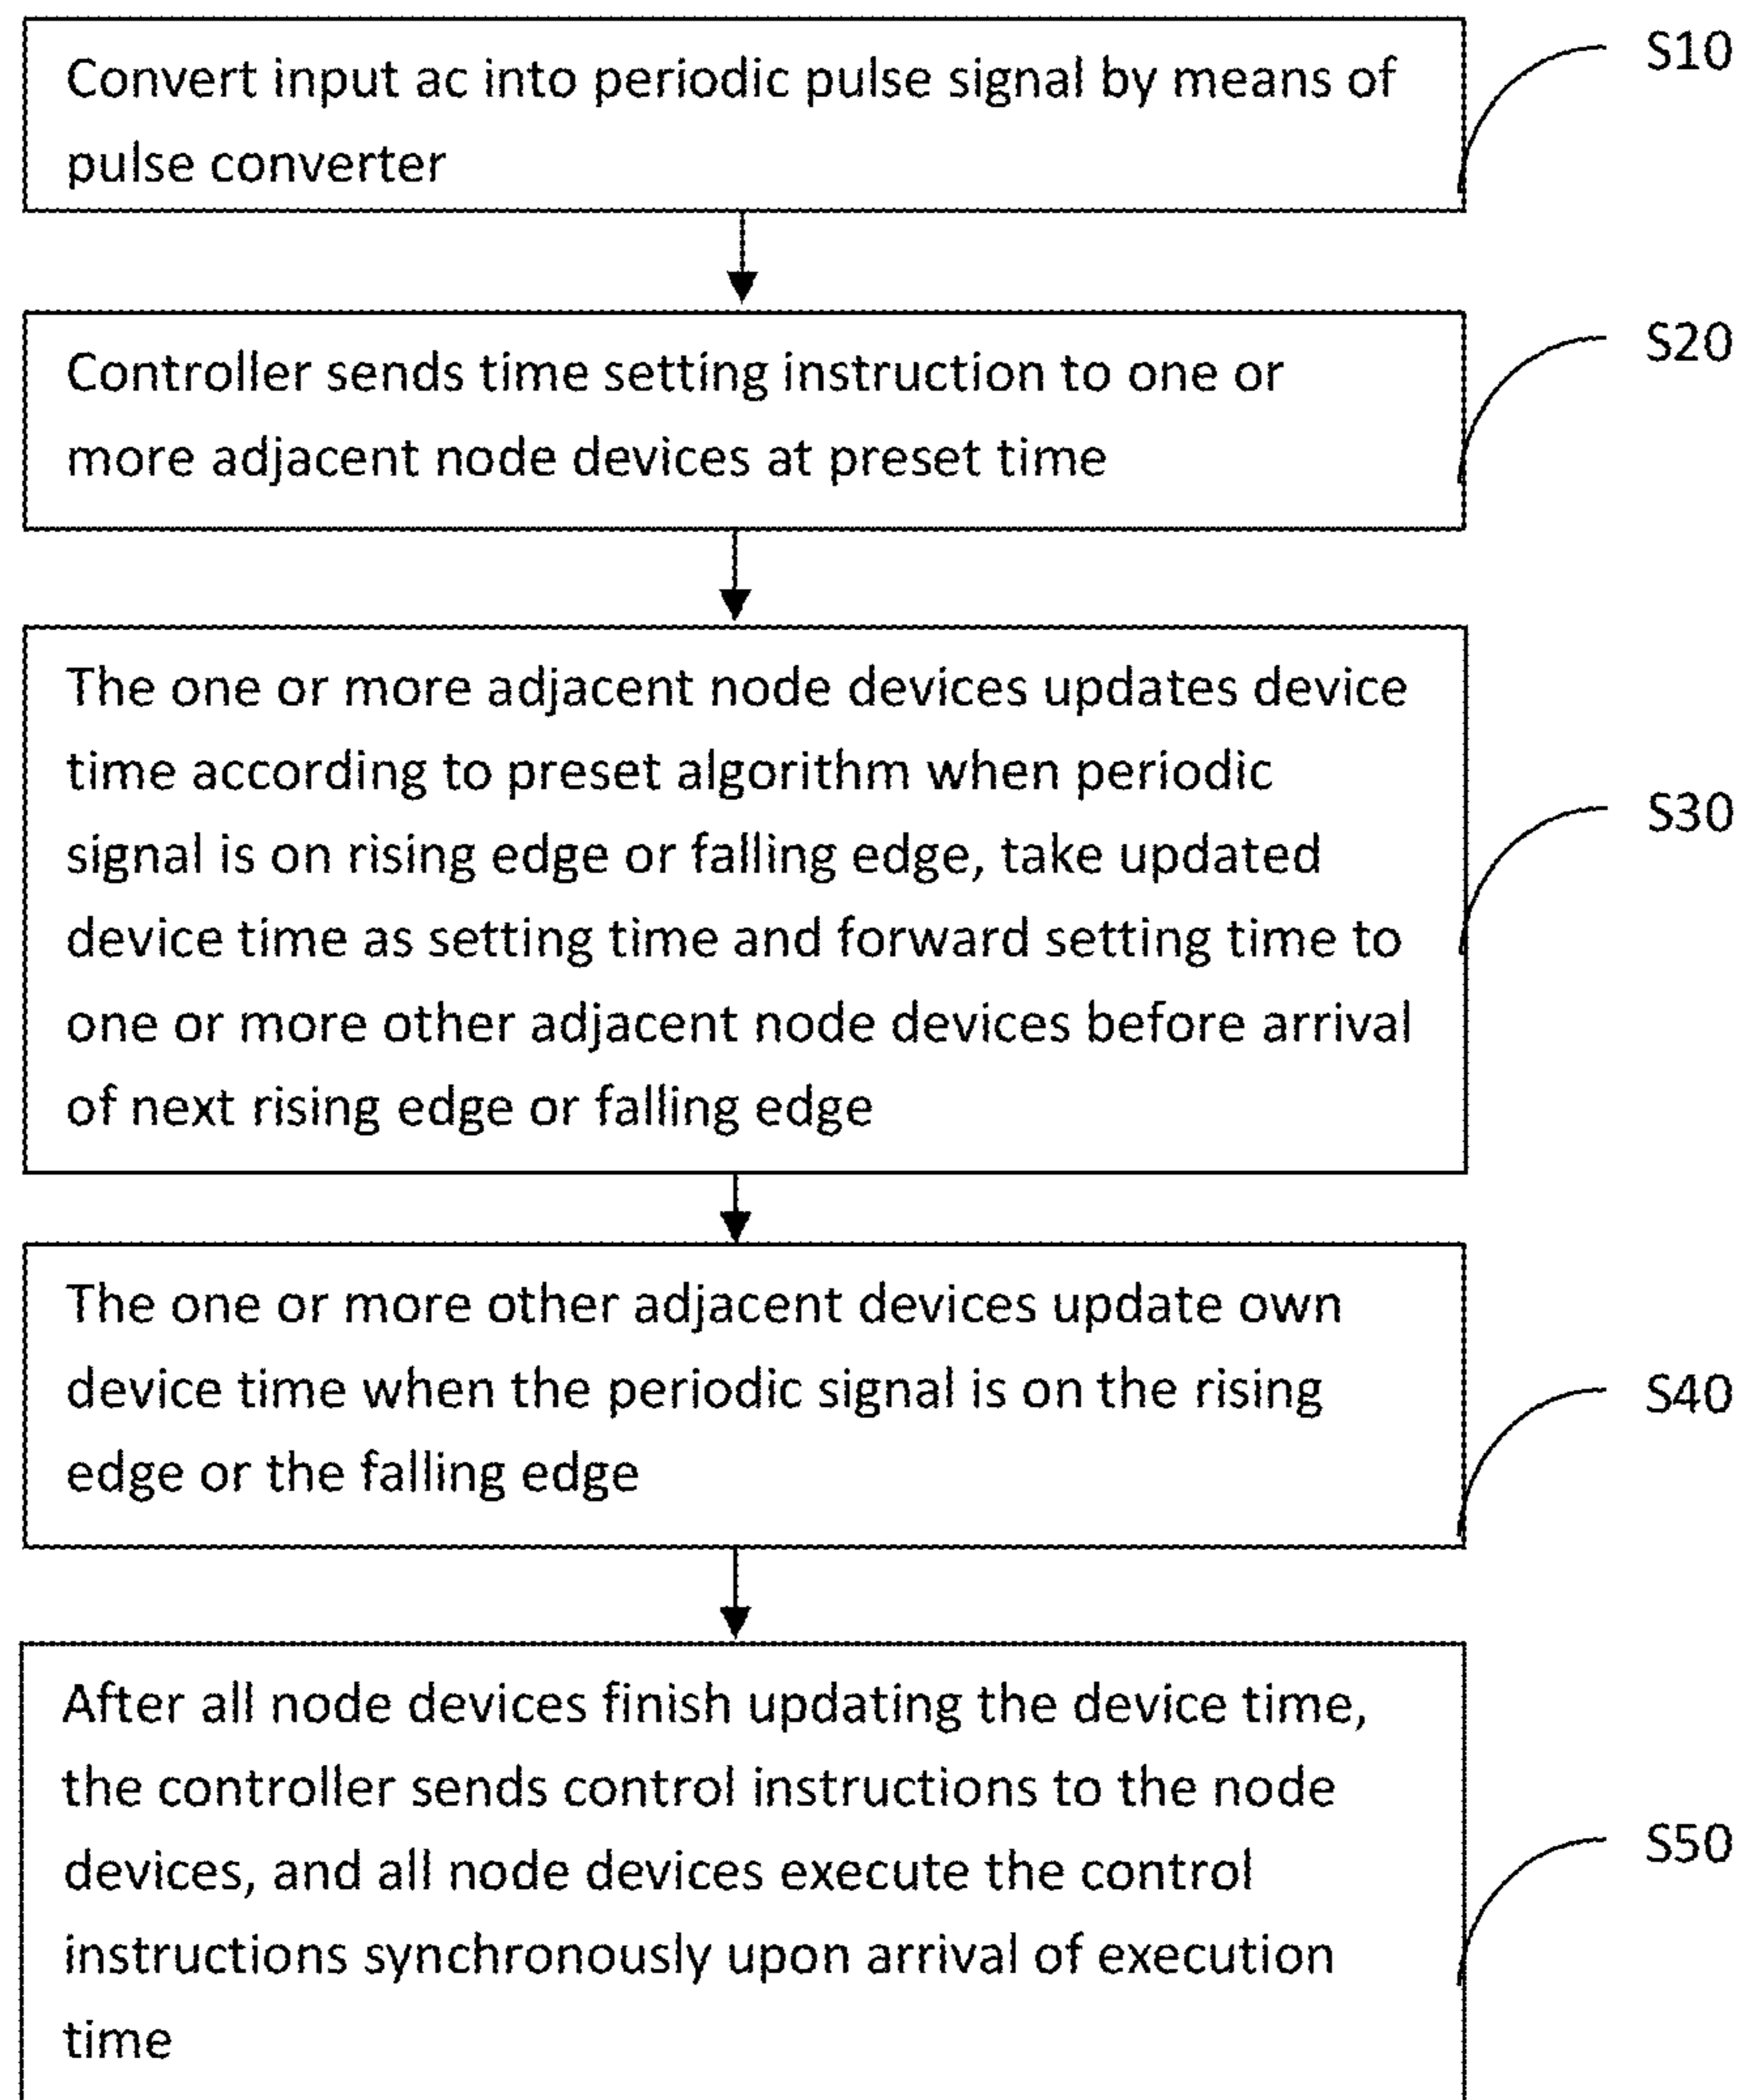 Convert input ac into periodic pulse signal by means of
pulse converter
S10
Controller sends time setting instruction to one or
more adjacent node devices at preset time
S20
The one or more adjacent node devices updates device
time according to preset algorithm when periodic
signal is on rising edge or falling edge, take updated
device time as setting time and forward setting time to
one or more other adjacent node devices before arrival
of next rising edge or falling edge
S30
The one or more other adjacent devices update own
device time when the periodic signal is on the rising
edge or the falling edge
S40
After all node devices finish updating the device time,
the controller sends control instructions to the node
devices, and all node devices execute the control
instructions synchronously upon arrival of execution
time
S50